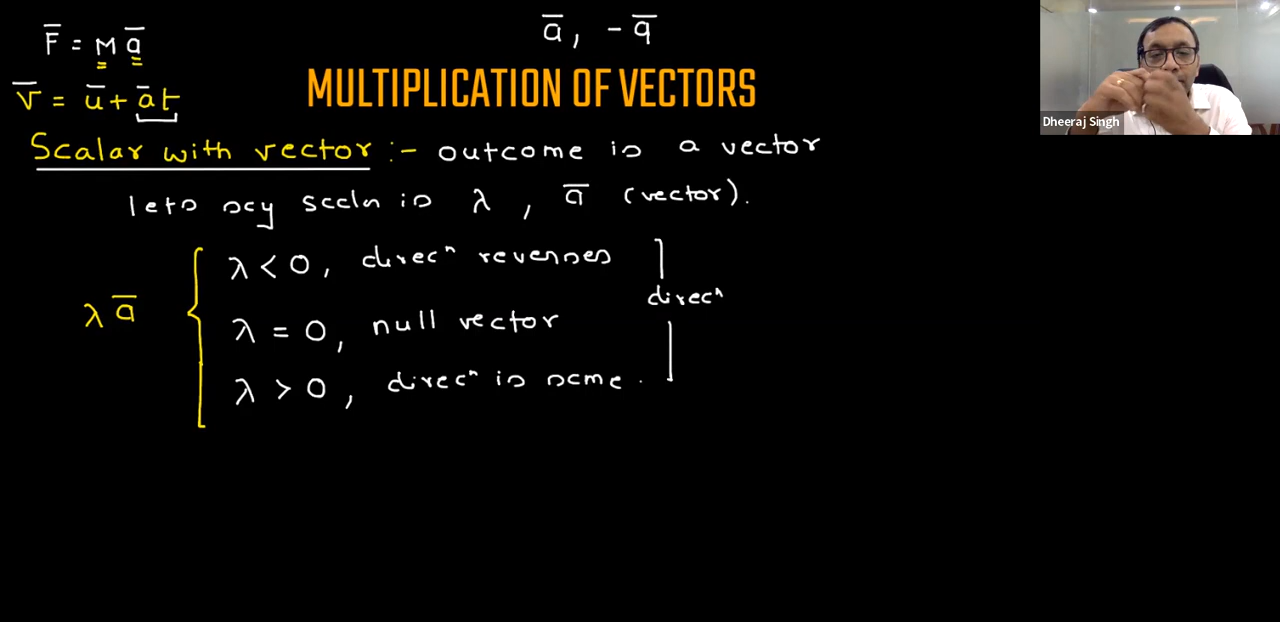 F̄ = M ā
ā, - ā
MULTIPLICATION OF VECTORS
V̄ = ū + āt
Scalar with vector :- outcome is a vector
lets say scalar is λ , ā (vector).
λ < 0, direcⁿ reverses
direcⁿ
λ ā
λ = 0, null vector
λ > 0, direcⁿ is same .
Dheeraj Singh